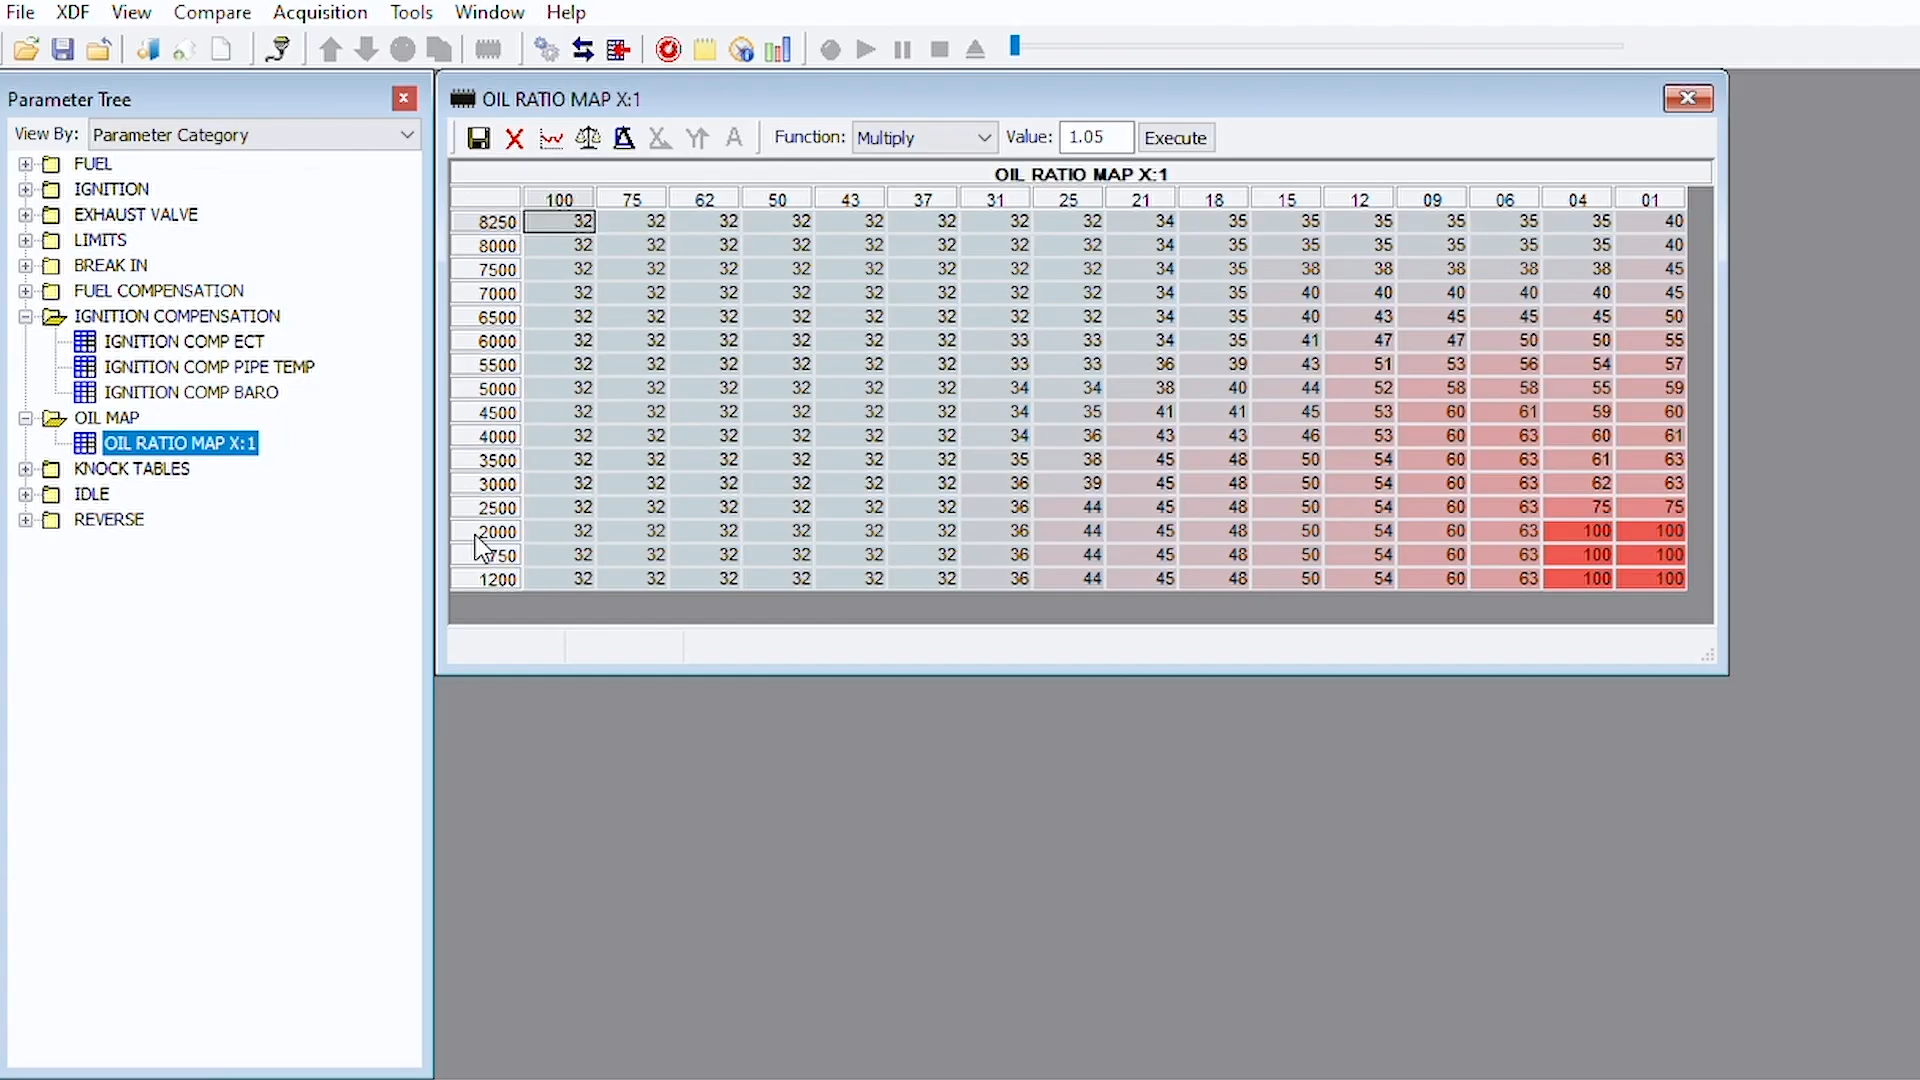 File XDF View Compare Acquisition Tools Window Help
Parameter Tree
View By: Parameter Category
FUEL
IGNITION
EXHAUST VALVE
LIMITS
BREAK IN
FUEL COMPENSATION
IGNITION COMPENSATION
IGNITION COMP ECT
IGNITION COMP PIPE TEMP
IGNITION COMP BARO
OIL MAP
OIL RATIO MAP X:1
KNOCK TABLES
IDLE
REVERSE
OIL RATIO MAP X:1
Function: Multiply Value: 1.05 Execute
OIL RATIO MAP X:1
100 75 62 50 43 37 31 25 21 18 15 12 09 06 04 01
8250 32 32 32 32 32 32 32 32 34 35 35 35 35 35 35 40
8000 32 32 32 32 32 32 32 32 34 35 35 35 35 35 35 40
7500 32 32 32 32 32 32 32 32 34 35 38 38 38 38 38 45
7000 32 32 32 32 32 32 32 32 34 35 40 40 40 40 40 45
6500 32 32 32 32 32 32 32 32 34 35 40 43 45 45 45 50
6000 32 32 32 32 32 32 33 33 34 35 41 47 47 50 50 55
5500 32 32 32 32 32 32 33 33 36 39 43 51 53 56 54 57
5000 32 32 32 32 32 32 34 34 38 40 44 52 58 58 55 59
4500 32 32 32 32 32 32 34 35 41 41 45 53 60 61 59 60
4000 32 32 32 32 32 32 34 36 43 43 46 53 60 63 60 61
3500 32 32 32 32 32 32 35 38 45 48 50 54 60 63 61 63
3000 32 32 32 32 32 32 36 39 45 48 50 54 60 63 62 63
2500 32 32 32 32 32 32 36 44 45 48 50 54 60 63 75 75
2000 32 32 32 32 32 32 36 44 45 48 50 54 60 63 100 100
750 32 32 32 32 32 32 36 44 45 48 50 54 60 63 100 100
1200 32 32 32 32 32 32 36 44 45 48 50 54 60 63 100 100